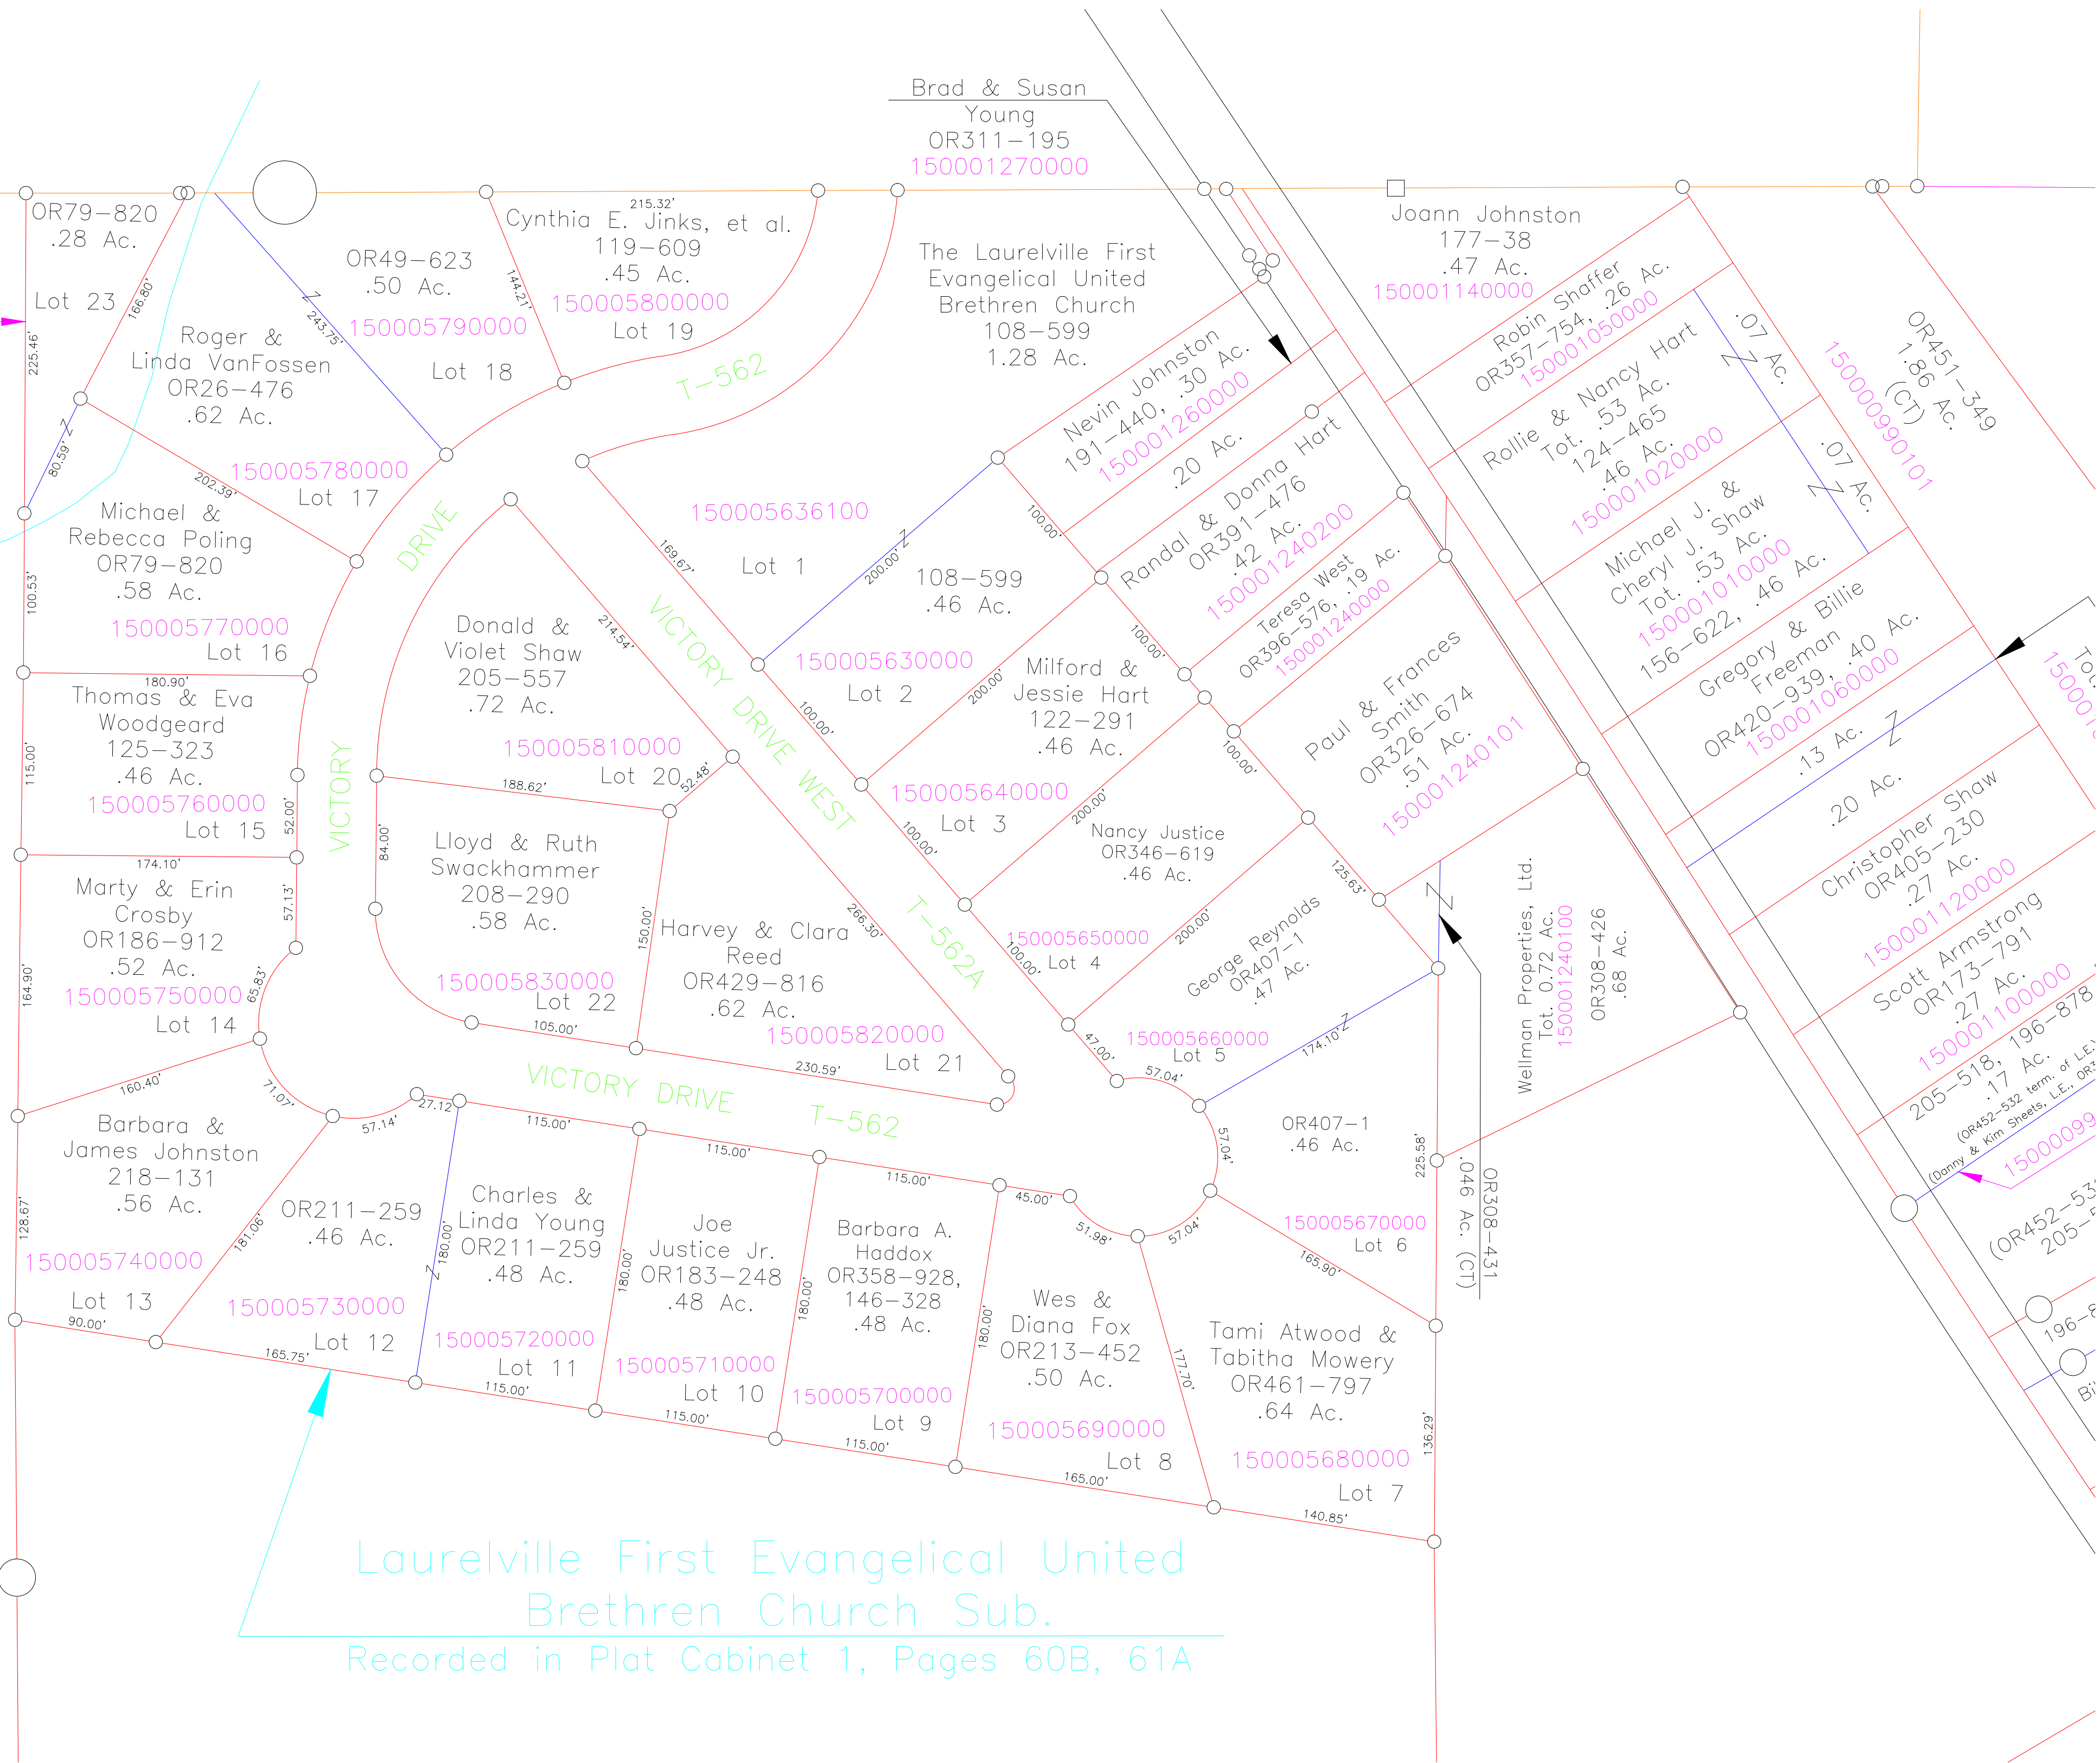 Brad & Susan
Young
OR311-195
150001270000
OR79-820
.28 Ac.
Lot 23
225.46'
166.80'
80.59'
Z
Roger &
Linda VanFossen
OR26-476
.62 Ac.
150005780000
Lot 17
202.39'
Z
243.75'
OR49-623
.50 Ac.
150005790000
Lot 18
144.21'
215.32'
Cynthia E. Jinks, et al.
119-609
.45 Ac.
150005800000
Lot 19
T-562
The Laurelville First
Evangelical United
Brethren Church
108-599
1.28 Ac.
150005636100
Lot 1
169.67'
200.00'
Z
Nevin Johnston
191-440, .30 Ac.
150001260000
.20 Ac.
Randal & Donna Hart
OR391-476
.42 Ac.
150001240200
Teresa West
OR396-576, .19 Ac.
150001240000
Paul & Frances
Smith
OR326-674
.51 Ac.
150001240101
Joann Johnston
177-38
.47 Ac.
150001140000
Robin Shaffer
OR357-754, .26 Ac.
150001050000
Rollie & Nancy Hart
Tot. .53 Ac.
124-465
.46 Ac.
150001020000
.07 Ac.
Z
Michael J. &
Cheryl J. Shaw
Tot. .53 Ac.
150001010000
156-622, .46 Ac.
.07 Ac.
Z
150000990101
OR451-349
1.86 Ac.
(CT)
Gregory & Billie
Freeman
OR420-939, .40 Ac.
150001060000
.13 Ac.
Z
.20 Ac.
Christopher Shaw
OR405-230
.27 Ac.
150001120000
Scott Armstrong
OR173-791
.27 Ac.
150001100000
205-518, 196-878
.17 Ac.
(OR452-532 term. of L.E.)
(Danny & Kim Sheets, L.E., OR3
1500099
(OR452-532
205-5
196-8
Michael &
Rebecca Poling
OR79-820
.58 Ac.
150005770000
Lot 16
100.53'
180.90'
Thomas & Eva
Woodgeard
125-323
.46 Ac.
150005760000
Lot 15
115.00'
52.00'
174.10'
Marty & Erin
Crosby
OR186-912
.52 Ac.
150005750000
Lot 14
164.90'
57.13'
65.83'
160.40'
71.07'
Barbara &
James Johnston
218-131
.56 Ac.
150005740000
Lot 13
128.67'
90.00'
181.06'
57.14'
27.12
OR211-259
.46 Ac.
150005730000
Lot 12
165.75'
Z
180.00'
DRIVE
VICTORY
Donald &
Violet Shaw
205-557
.72 Ac.
150005810000
Lot 20
214.54'
52.48'
188.62'
84.00'
Lloyd & Ruth
Swackhammer
208-290
.58 Ac.
150005830000
Lot 22
105.00'
150.00'
Harvey & Clara
Reed
OR429-816
.62 Ac.
150005820000
Lot 21
266.30'
230.59'
VICTORY DRIVE WEST
T-562A
VICTORY DRIVE
T-562
108-599
.46 Ac.
150005630000
Lot 2
100.00'
100.00'
200.00'
Milford &
Jessie Hart
122-291
.46 Ac.
150005640000
Lot 3
100.00'
100.00'
200.00'
Nancy Justice
OR346-619
.46 Ac.
150005650000
Lot 4
100.00'
100.00'
200.00'
George Reynolds
OR407-1
.47 Ac.
150005660000
Lot 5
125.63'
47.00'
57.04'
174.10'
Z
Z
OR407-1
.46 Ac.
150005670000
Lot 6
57.04'
225.58'
165.90'
57.04'
Wellman Properties, Ltd.
Tot. 0.72 Ac.
150001240100
OR308-426
.68 Ac.
OR308-431
.046 Ac. (CT)
Charles &
Linda Young
OR211-259
.48 Ac.
150005720000
Lot 11
115.00'
115.00'
180.00'
Joe
Justice Jr.
OR183-248
.48 Ac.
150005710000
Lot 10
115.00'
115.00'
180.00'
Barbara A.
Haddox
OR358-928,
146-328
.48 Ac.
150005700000
Lot 9
115.00'
115.00'
180.00'
Wes &
Diana Fox
OR213-452
.50 Ac.
150005690000
Lot 8
45.00'
51.98'
165.00'
177.70'
Tami Atwood &
Tabitha Mowery
OR461-797
.64 Ac.
150005680000
Lot 7
136.29'
140.85'
Laurelville First Evangelical United
Brethren Church Sub.
Recorded in Plat Cabinet 1, Pages 60B, 61A